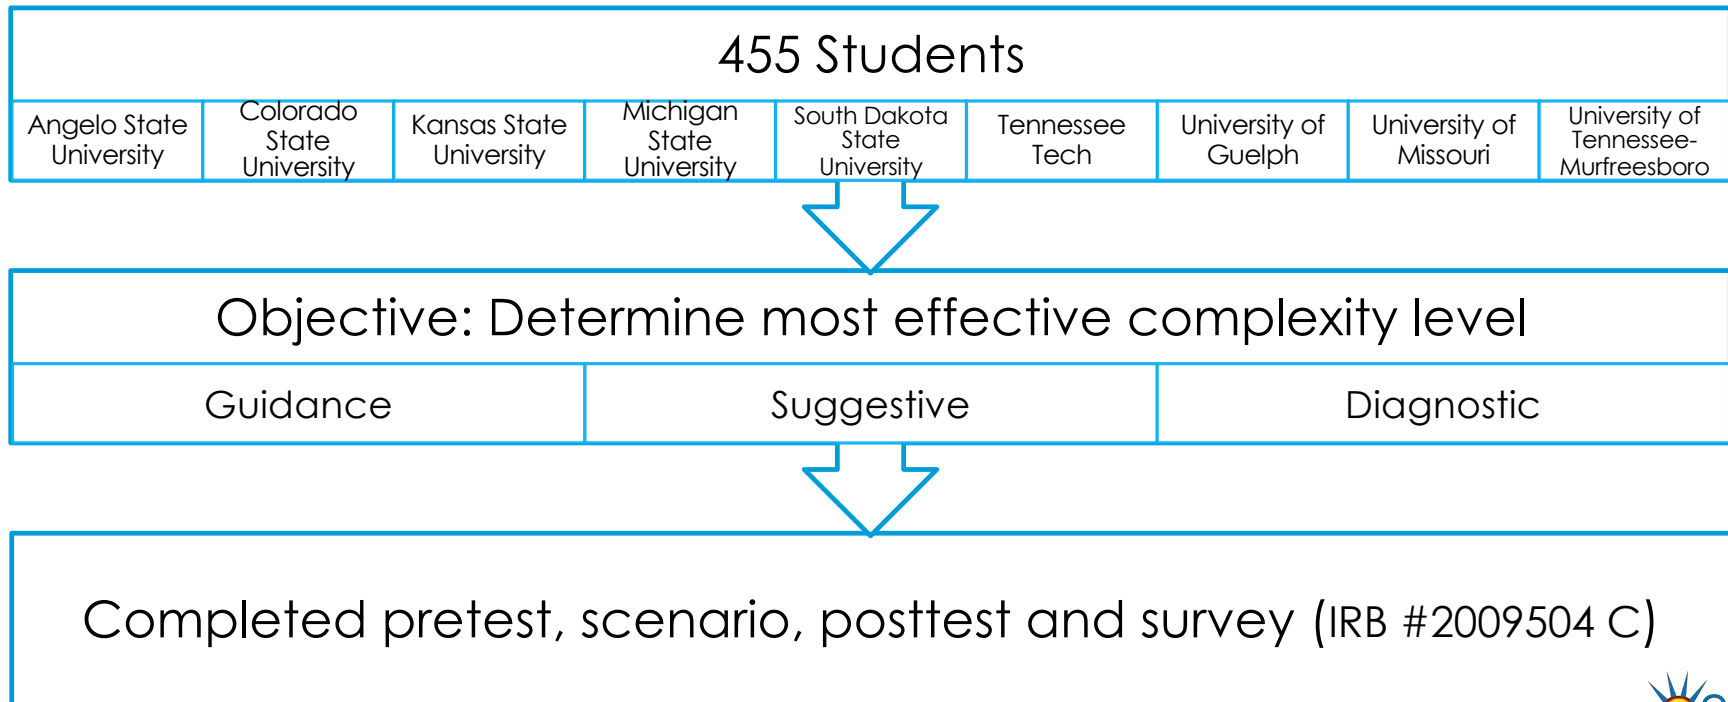 455 Students
Angelo State
University
Colorado
State
University
Kansas State
University
Michigan
State
University
South Dakota
State
University
Tennessee
Tech
University of
Guelph
University of
Missouri
University of
Tennessee-
Murfreesboro
Objective: Determine most effective complexity level
Guidance
Suggestive
Diagnostic
Completed pretest, scenario, posttest and survey (IRB #2009504 C)